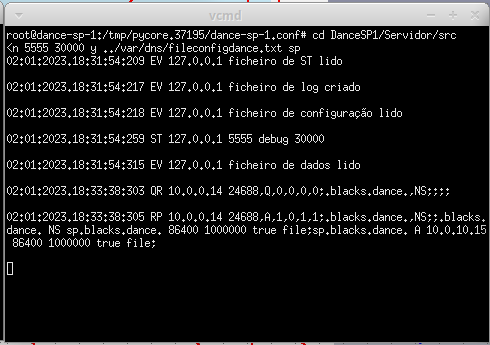 vcmd
root@dance-sp-1:/tmp/pycore.37195/dance-sp-1.conf# cd DanceSP1/Servidor/src
<n 5555 30000 y ../var/dns/fileconfigdance.txt sp
02:01:2023.18:31:54:209 EV 127.0.0.1 ficheiro de ST lido
02:01:2023.18:31:54:217 EV 127.0.0.1 ficheiro de log criado
02:01:2023.18:31:54:218 EV 127.0.0.1 ficheiro de configuração lido
02:01:2023.18:31:54:259 ST 127.0.0.1 5555 debug 30000
02:01:2023.18:31:54:315 EV 127.0.0.1 ficheiro de dados lido
02:01:2023.18:33:38:303 QR 10.0.0.14 24688,Q,0,0,0,0;.blacks.dance.,NS;;;;
02:01:2023.18:33:38:305 RP 10.0.0.14 24688,A,1,0,1,1;.blacks.dance.,NS;;.blacks.
dance. NS sp.blacks.dance. 86400 1000000 true file;sp.blacks.dance. A 10.0.10.15
86400 1000000 true file;